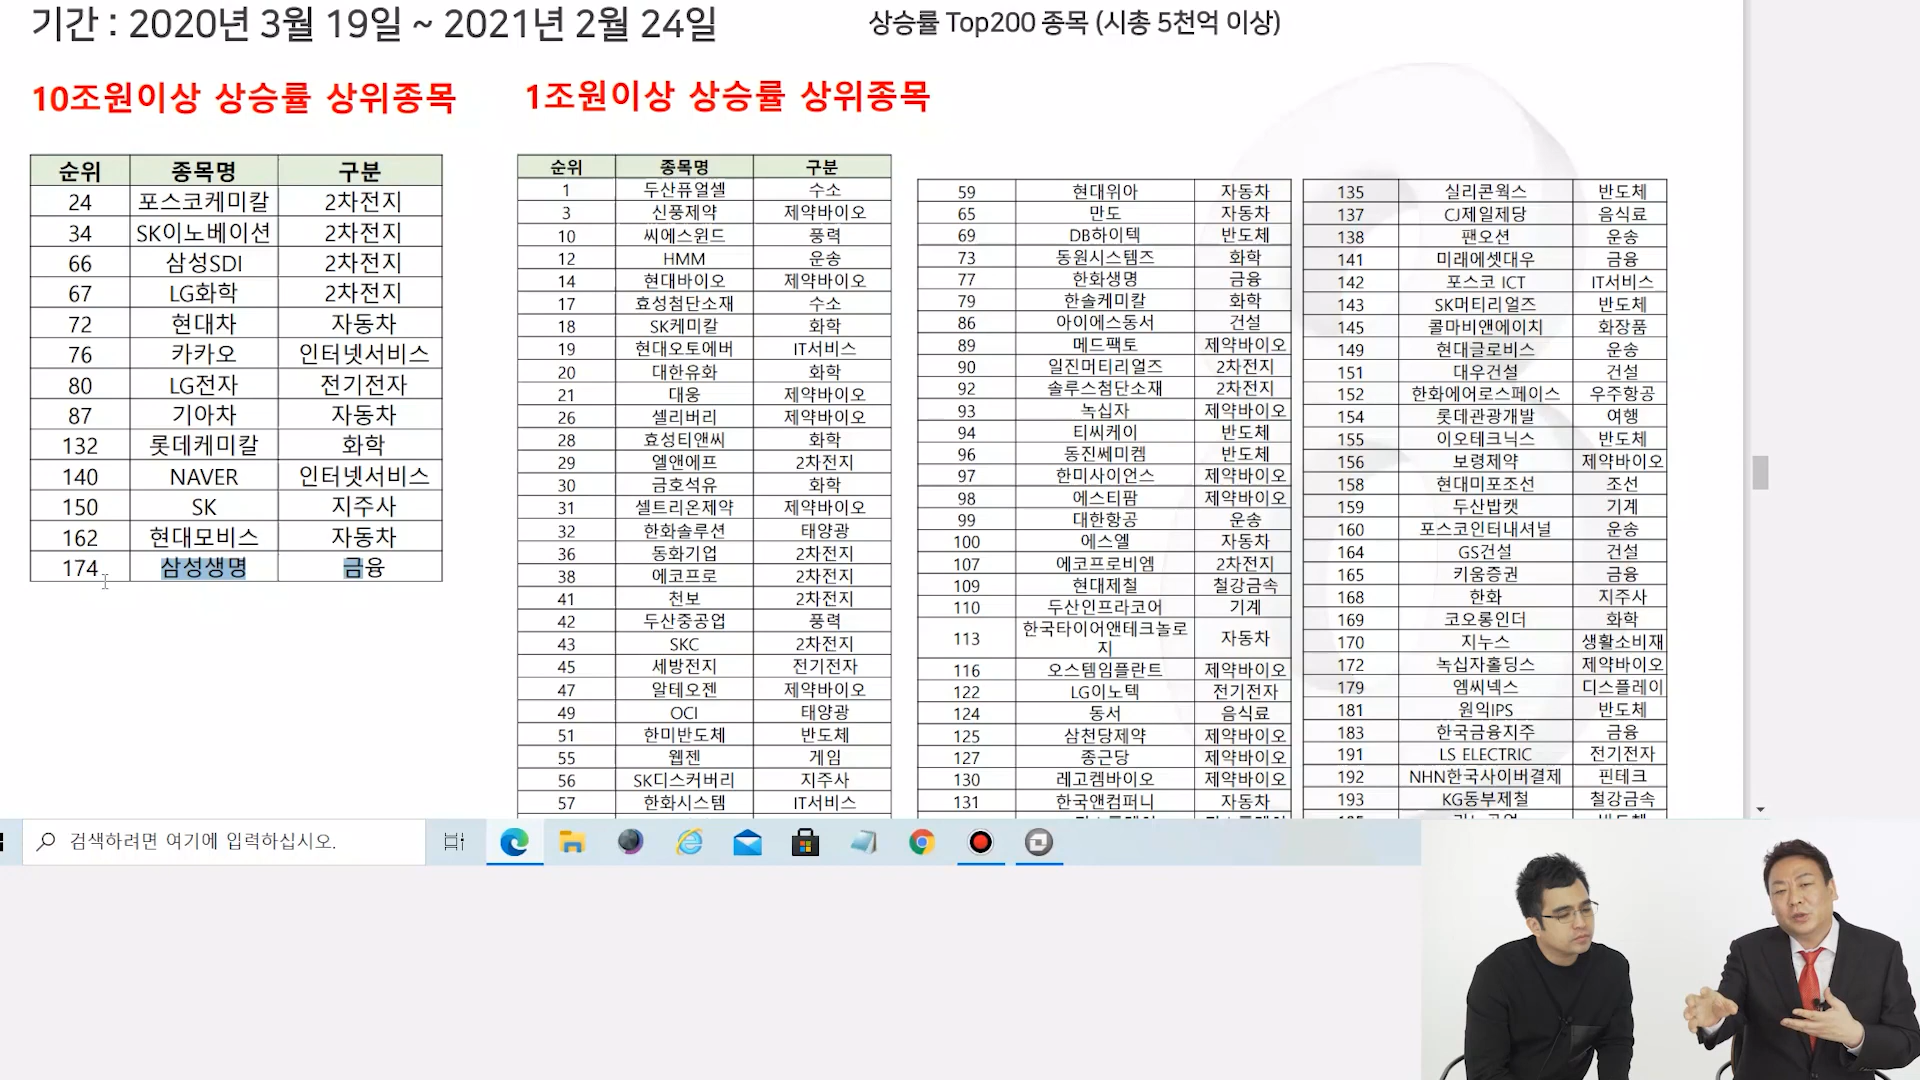 기간 : 2020년 3월 19일 ~ 2021년 2월 24일
상승률 Top200 종목 (시총 5천억 이상)
10조원이상 상승률 상위종목
1조원이상 상승률 상위종목
순위 종목명 구분
24 포스코케미칼 2차전지
34 SK이노베이션 2차전지
66 삼성SDI 2차전지
67 LG화학 2차전지
72 현대차 자동차
76 카카오 인터넷서비스
80 LG전자 전기전자
87 기아차 자동차
132 롯데케미칼 화학
140 NAVER 인터넷서비스
150 SK 지주사
162 현대모비스 자동차
174 삼성생명 금융
순위 종목명 구분
1 두산퓨얼셀 수소
3 신풍제약 제약바이오
10 씨에스윈드 풍력
12 HMM 운송
14 현대바이오 제약바이오
17 효성첨단소재 수소
18 SK케미칼 화학
19 현대오토에버 IT서비스
20 대한유화 화학
21 대웅 제약바이오
26 셀리버리 제약바이오
28 효성티앤씨 화학
29 엘앤에프 2차전지
30 금호석유 화학
31 셀트리온제약 제약바이오
32 한화솔루션 태양광
36 동화기업 2차전지
38 에코프로 2차전지
41 천보 2차전지
42 두산중공업 풍력
43 SKC 2차전지
45 세방전지 전기전자
47 알테오젠 제약바이오
49 OCI 태양광
51 한미반도체 반도체
55 웹젠 게임
56 SK디스커버리 지주사
57 한화시스템 IT서비스
59 현대위아 자동차
65 만도 자동차
69 DB하이텍 반도체
73 동원시스템즈 화학
77 한화생명 금융
79 한솔케미칼 화학
86 아이에스동서 건설
89 메드팩토 제약바이오
90 일진머티리얼즈 2차전지
92 솔루스첨단소재 2차전지
93 녹십자 제약바이오
94 티씨케이 반도체
96 동진쎄미켐 반도체
97 한미사이언스 제약바이오
98 에스티팜 제약바이오
99 대한항공 운송
100 에스엘 자동차
107 에코프로비엠 2차전지
109 현대제철 철강금속
110 두산인프라코어 기계
113 한국타이어앤테크놀로
지 자동차
116 오스템임플란트 제약바이오
122 LG이노텍 전기전자
124 동서 음식료
125 삼천당제약 제약바이오
127 종근당 제약바이오
130 레고켐바이오 제약바이오
131 한국앤컴퍼니 자동차
135 실리콘웍스 반도체
137 CJ제일제당 음식료
138 팬오션 운송
141 미래에셋대우 금융
142 포스코 ICT IT서비스
143 SK머티리얼즈 반도체
145 콜마비앤에이치 화장품
149 현대글로비스 운송
151 대우건설 건설
152 한화에어로스페이스 우주항공
154 롯데관광개발 여행
155 이오테크닉스 반도체
156 보령제약 제약바이오
158 현대미포조선 조선
159 두산밥캣 기계
160 포스코인터내셔널 운송
164 GS건설 건설
165 키움증권 금융
168 한화 지주사
169 코오롱인더 화학
170 지누스 생활소비재
172 녹십자홀딩스 제약바이오
179 엠씨넥스 디스플레이
181 원익IPS 반도체
183 한국금융지주 금융
191 LS ELECTRIC 전기전자
192 NHN한국사이버결제 핀테크
193 KG동부제철 철강금속
검색하려면 여기에 입력하십시오.